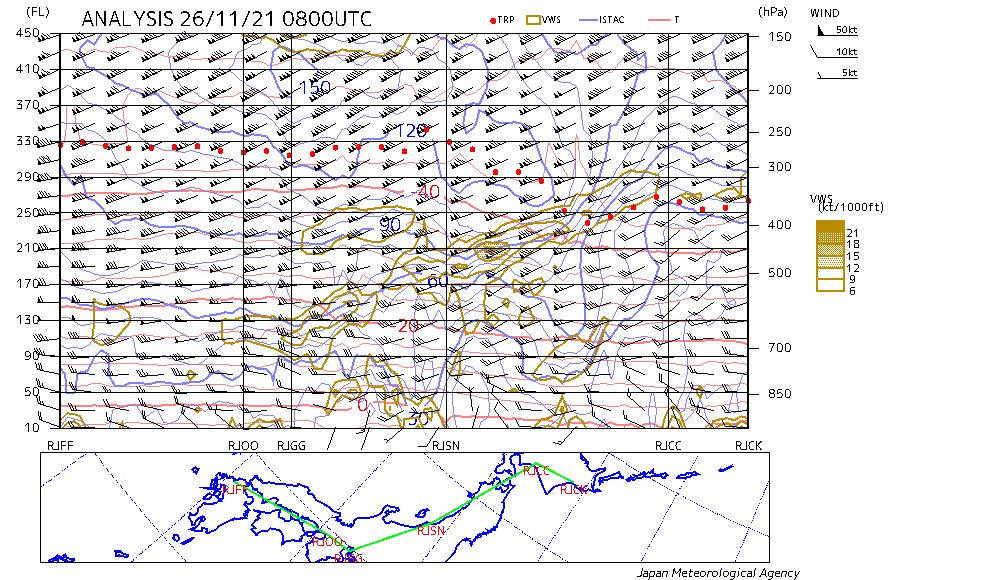 (FL)
ANALYSIS 26/11/21 0800UTC
TRP VWS ISTAC T
(hPa)
WIND
50kt
10kt
5kt
450
410
370
330
290
250
210
170
130
90
50
10
150
120
-40
90
60
-20
0
30
150
200
250
300
400
500
700
850
VWS
(kt/1000ft)
21
18
15
12
9
6
RJFF RJOO RJGG RJSN RJCC RJCK
RJFF
RJOO
RJGG
RJSN
RJCC
RJCK
Japan Meteorological Agency